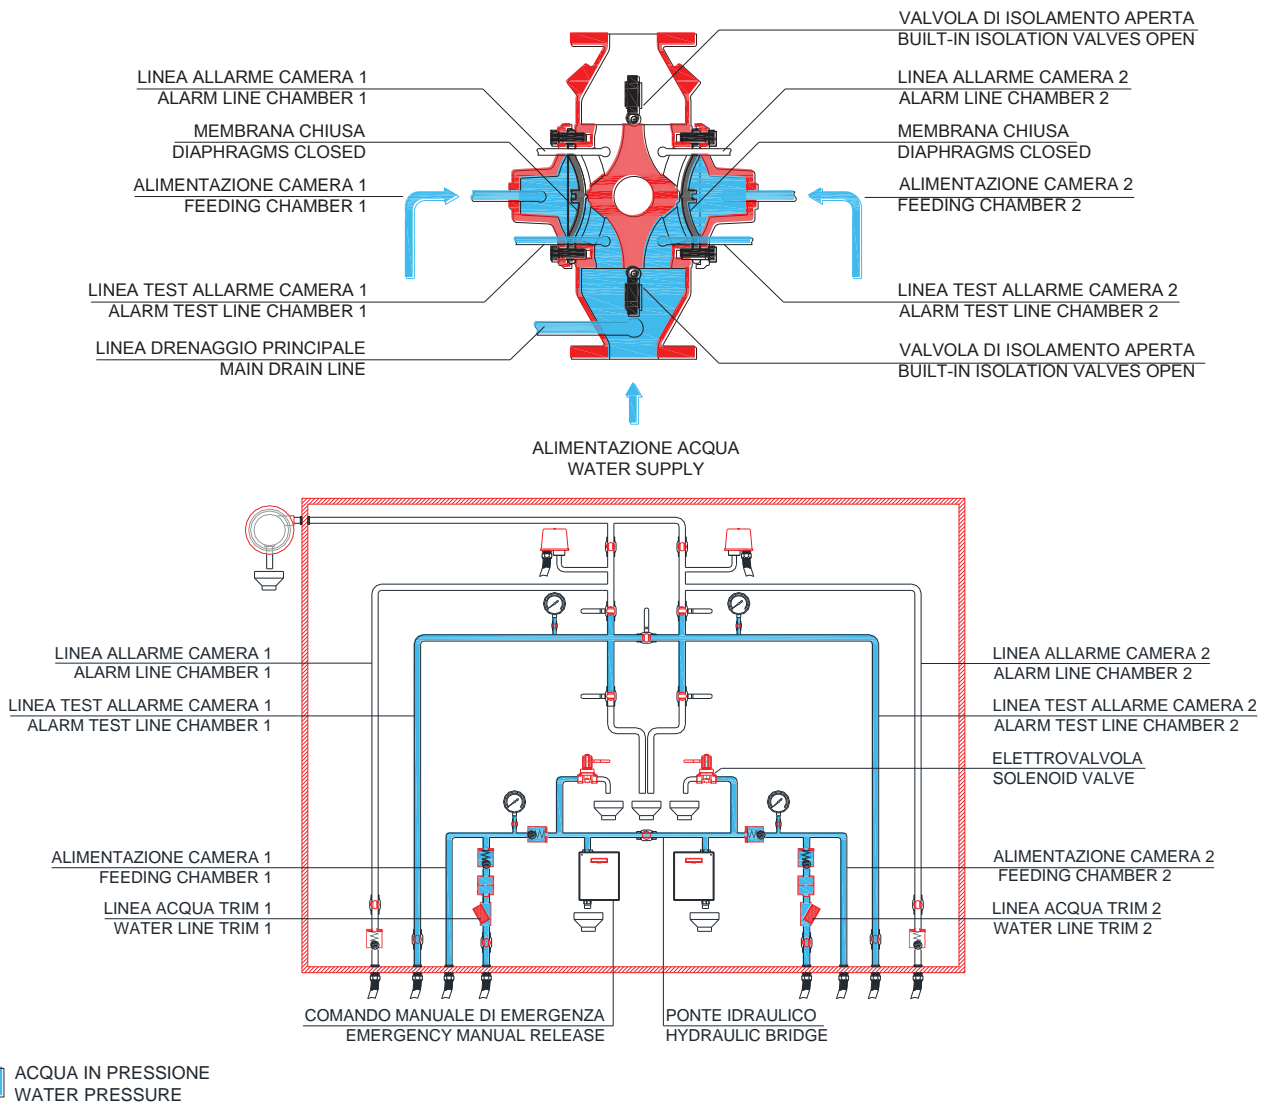 VALVOLA DI ISOLAMENTO APERTA
BUILT-IN ISOLATION VALVES OPEN
LINEA ALLARME CAMERA 1
ALARM LINE CHAMBER 1
LINEA ALLARME CAMERA 2
ALARM LINE CHAMBER 2
MEMBRANA CHIUSA
DIAPHRAGMS CLOSED
MEMBRANA CHIUSA
DIAPHRAGMS CLOSED
ALIMENTAZIONE CAMERA 1
FEEDING CHAMBER 1
ALIMENTAZIONE CAMERA 2
FEEDING CHAMBER 2
LINEA TEST ALLARME CAMERA 1
ALARM TEST LINE CHAMBER 1
LINEA TEST ALLARME CAMERA 2
ALARM TEST LINE CHAMBER 2
LINEA DRENAGGIO PRINCIPALE
MAIN DRAIN LINE
VALVOLA DI ISOLAMENTO APERTA
BUILT-IN ISOLATION VALVES OPEN
ALIMENTAZIONE ACQUA
WATER SUPPLY
LINEA ALLARME CAMERA 1
ALARM LINE CHAMBER 1
LINEA ALLARME CAMERA 2
ALARM LINE CHAMBER 2
LINEA TEST ALLARME CAMERA 1
ALARM TEST LINE CHAMBER 1
LINEA TEST ALLARME CAMERA 2
ALARM TEST LINE CHAMBER 2
ELETTROVALVOLA
SOLENOID VALVE
ALIMENTAZIONE CAMERA 1
FEEDING CHAMBER 1
ALIMENTAZIONE CAMERA 2
FEEDING CHAMBER 2
LINEA ACQUA TRIM 1
WATER LINE TRIM 1
LINEA ACQUA TRIM 2
WATER LINE TRIM 2
COMANDO MANUALE DI EMERGENZA
EMERGENCY MANUAL RELEASE
PONTE IDRAULICO
HYDRAULIC BRIDGE
ACQUA IN PRESSIONE
WATER PRESSURE